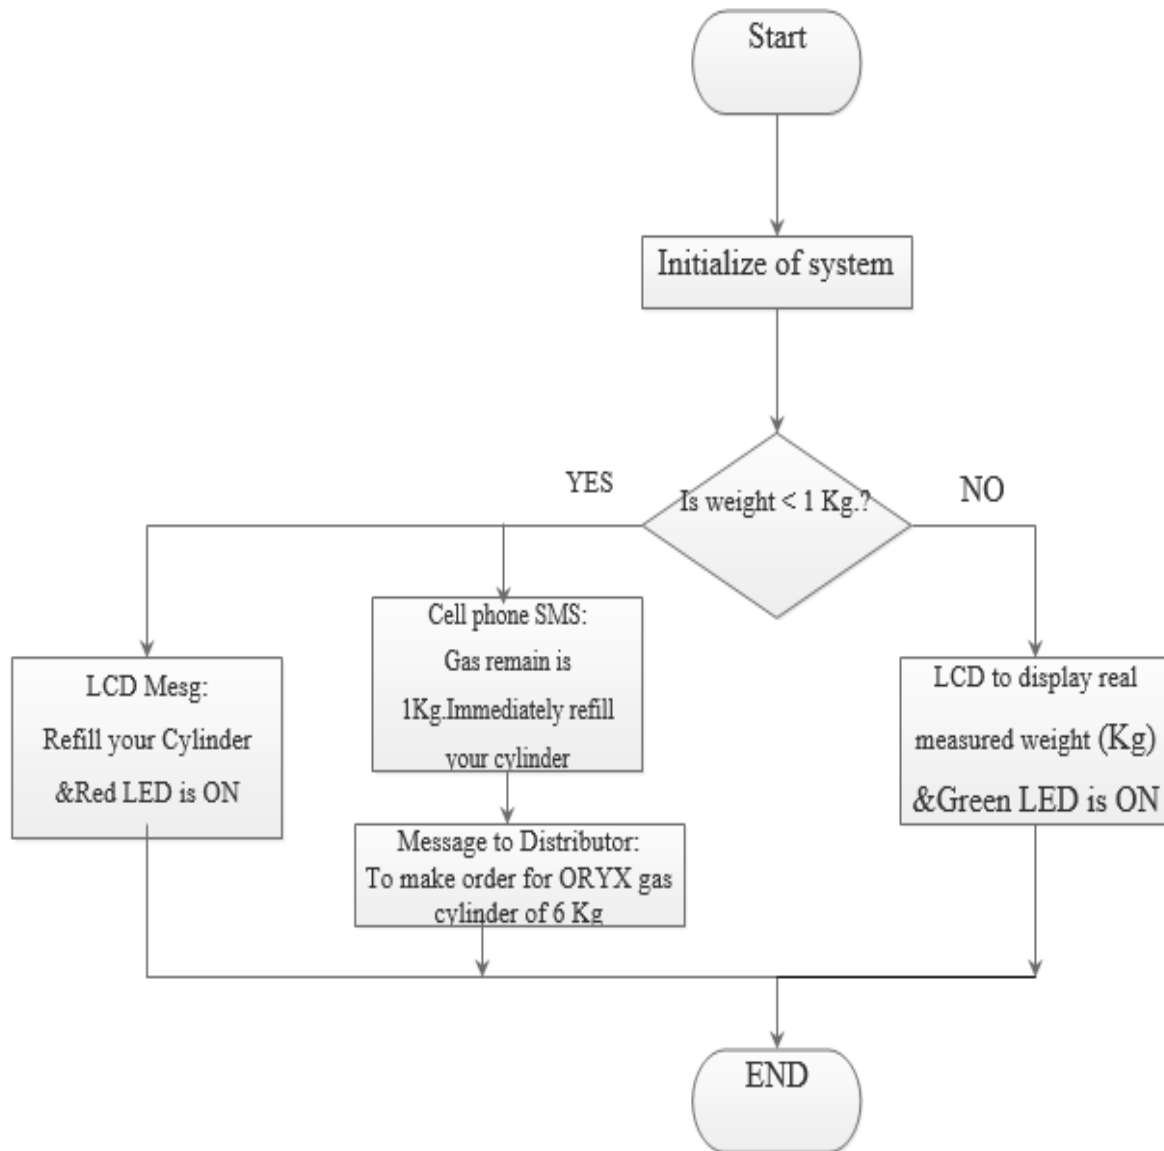 Start
Initialize of system
Is weight < 1 Kg.?
YES
NO
LCD Mesg:
Refill your Cylinder
&Red LED is ON
Cell phone SMS:
Gas remain is
1Kg.Immediately refill
your cylinder
Message to Distributor:
To make order for ORYX gas
cylinder of 6 Kg
LCD to display real
measured weight (Kg)
&Green LED is ON
END